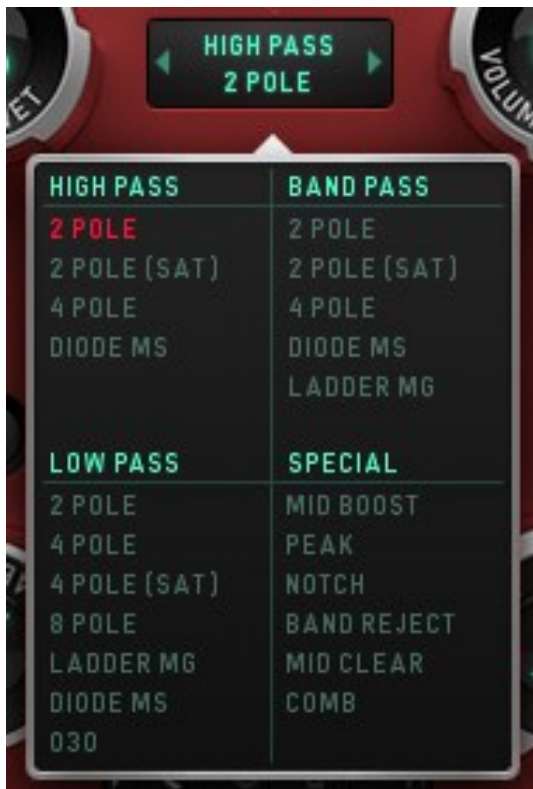 HIGH PASS
2 POLE
VOLUM
HIGH PASS
2 POLE
2 POLE (SAT)
4 POLE
DIODE MS
BAND PASS
2 POLE
2 POLE (SAT)
4 POLE
DIODE MS
LADDER MG
LOW PASS
2 POLE
4 POLE
4 POLE (SAT)
8 POLE
LADDER MG
DIODE MS
030
SPECIAL
MID BOOST
PEAK
NOTCH
BAND REJECT
MID CLEAR
COMB